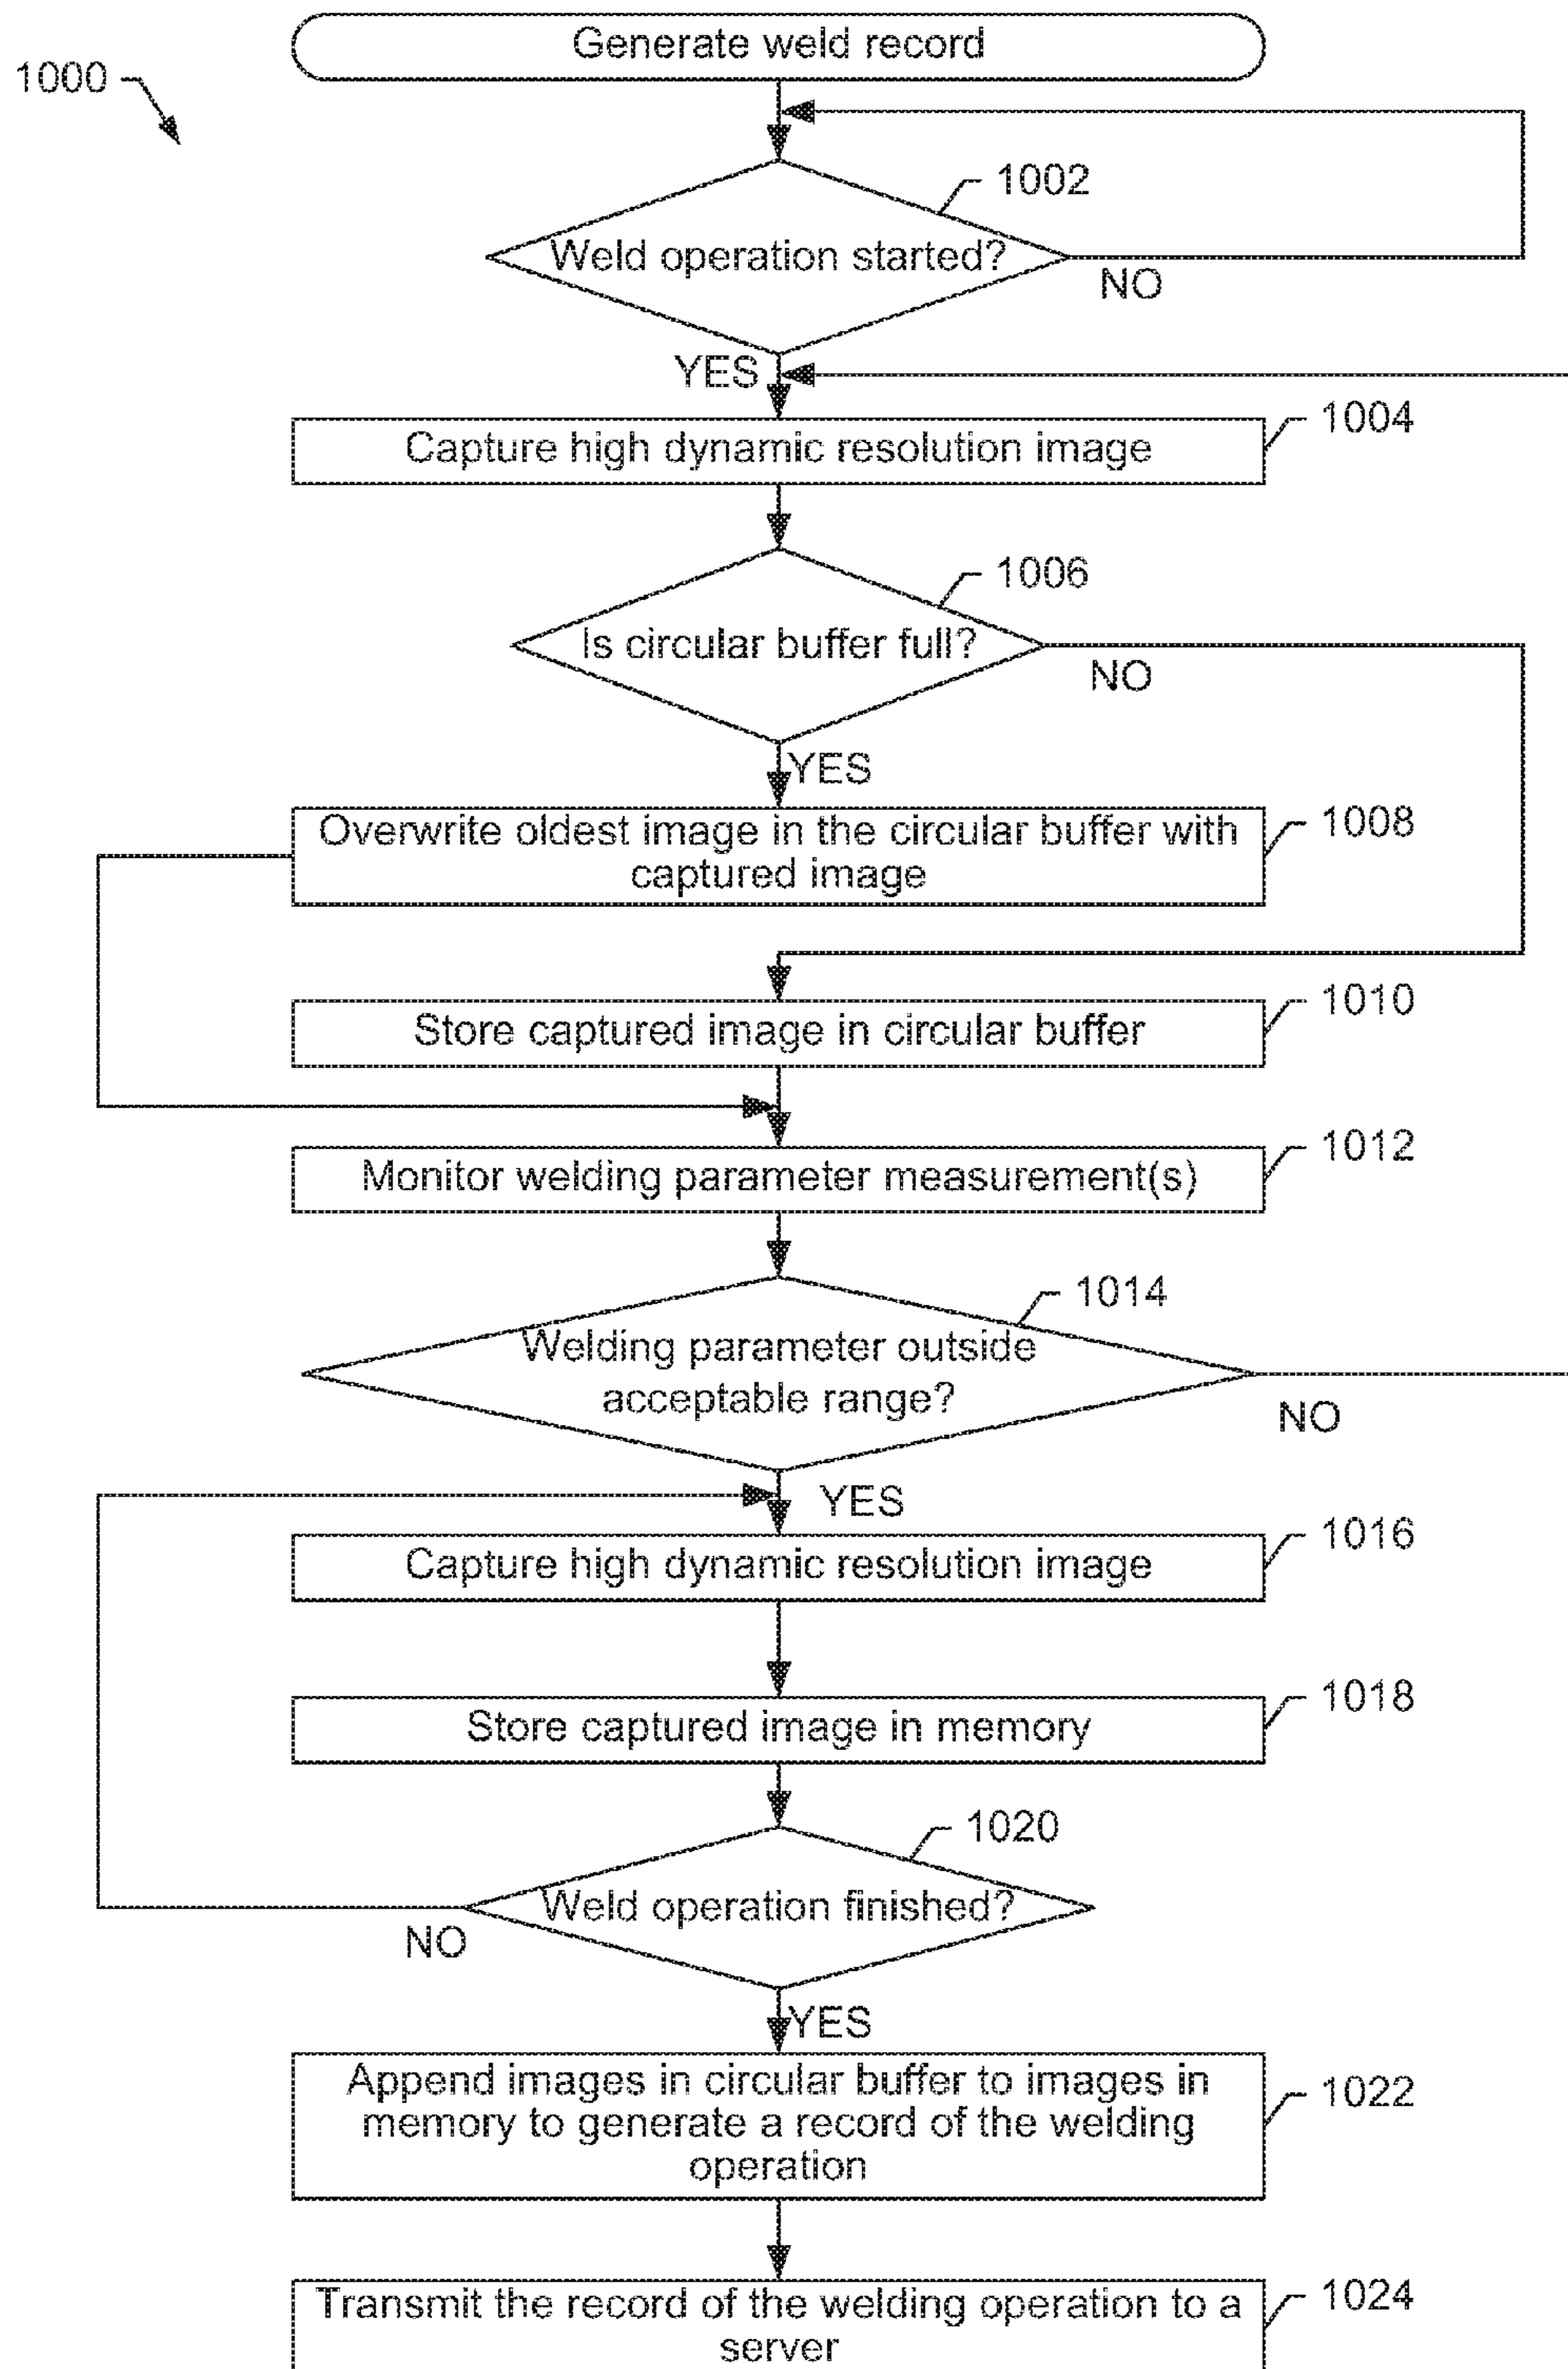 Generate weld record
1000
1002
Weld operation started?
NO
YES
1004
Capture high dynamic resolution image
1006
Is circular buffer full?
NO
YES
1008
Overwrite oldest image in the circular buffer with
captured image
1010
Store captured image in circular buffer
1012
Monitor welding parameter measurement(s)
1014
Welding parameter outside
acceptable range?
NO
YES
1016
Capture high dynamic resolution image
1018
Store captured image in memory
1020
Weld operation finished?
NO
YES
1022
Append images in circular buffer to images in
memory to generate a record of the welding
operation
1024
Transmit the record of the welding operation to a
server